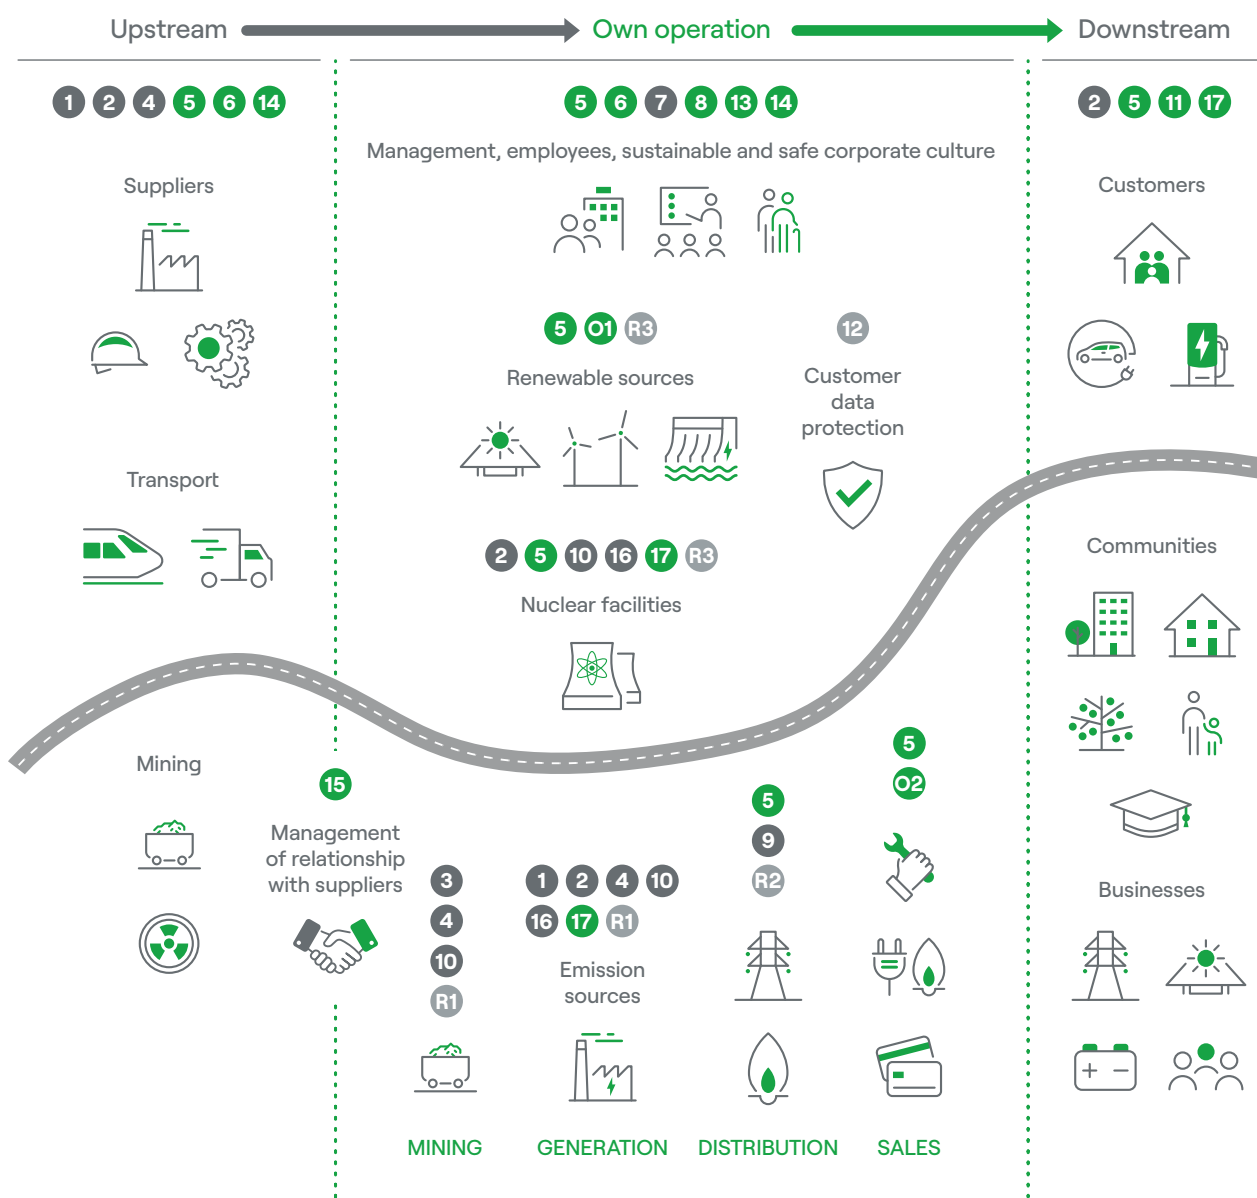 Upstream
Own operation
Downstream
1 2 4 5 6 14
5 6 7 8 13 14
2 5 11 17
Management, employees, sustainable and safe corporate culture
Suppliers
Customers
5 O1 R3
12
Renewable sources
Customer
data
protection
Transport
2 5 10 16 17 R3
Nuclear facilities
Communities
Mining
15
Management
of relationship
with suppliers
3
4
10
R1
1 2 4 10
16 17 R1
Emission
sources
5
9
R2
5
O2
Businesses
MINING
GENERATION
DISTRIBUTION
SALES